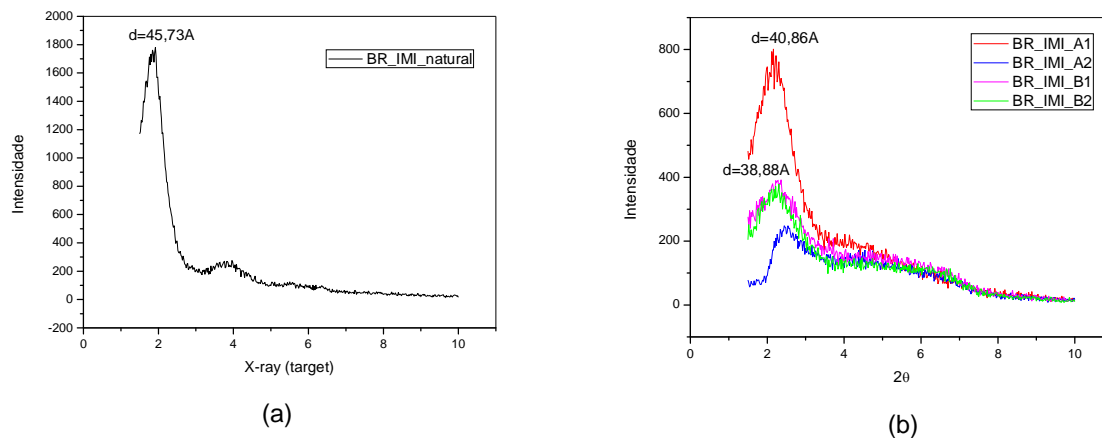 d=45,73A
BR_IMI_natural
Intensidade
2000
1800
1600
1400
1200
1000
800
600
400
200
0
-200
0
2
4
6
8
10
X-ray (target)
(a)
d=40,86A
d=38,88A
BR_IMI_A1
BR_IMI_A2
BR_IMI_B1
BR_IMI_B2
Intensidade
800
600
400
200
0
0
2
4
6
8
10
2θ
(b)